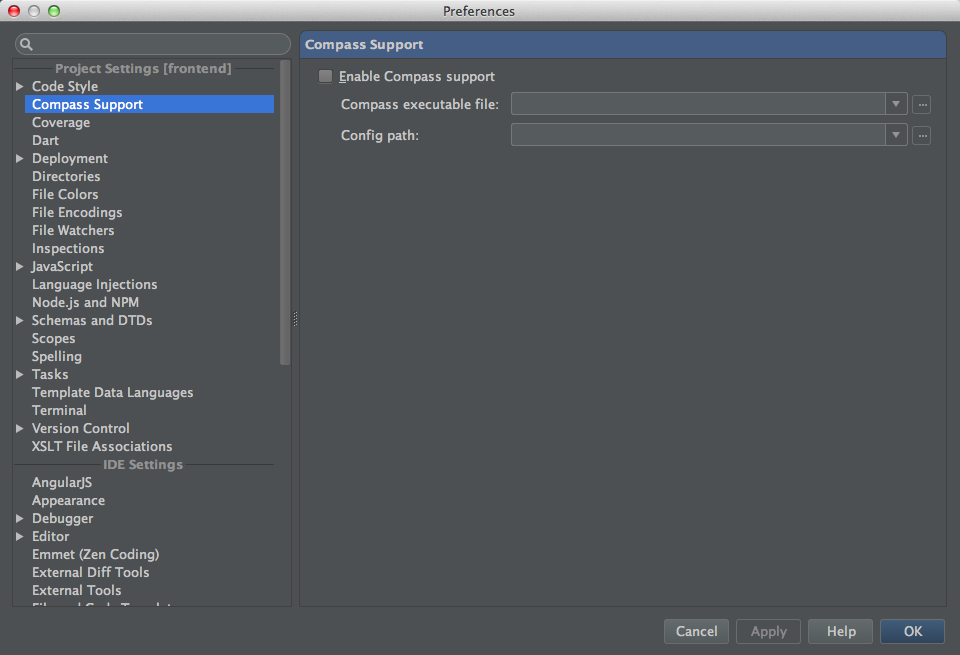 Preferences
Project Settings [frontend]
Code Style
Compass Support
Coverage
Dart
Deployment
Directories
File Colors
File Encodings
File Watchers
Inspections
JavaScript
Language Injections
Node.js and NPM
Schemas and DTDs
Scopes
Spelling
Tasks
Template Data Languages
Terminal
Version Control
XSLT File Associations
IDE Settings
AngularJS
Appearance
Debugger
Editor
Emmet (Zen Coding)
External Diff Tools
External Tools
Compass Support
Enable Compass support
Compass executable file:
Config path:
Cancel
Apply
Help
OK